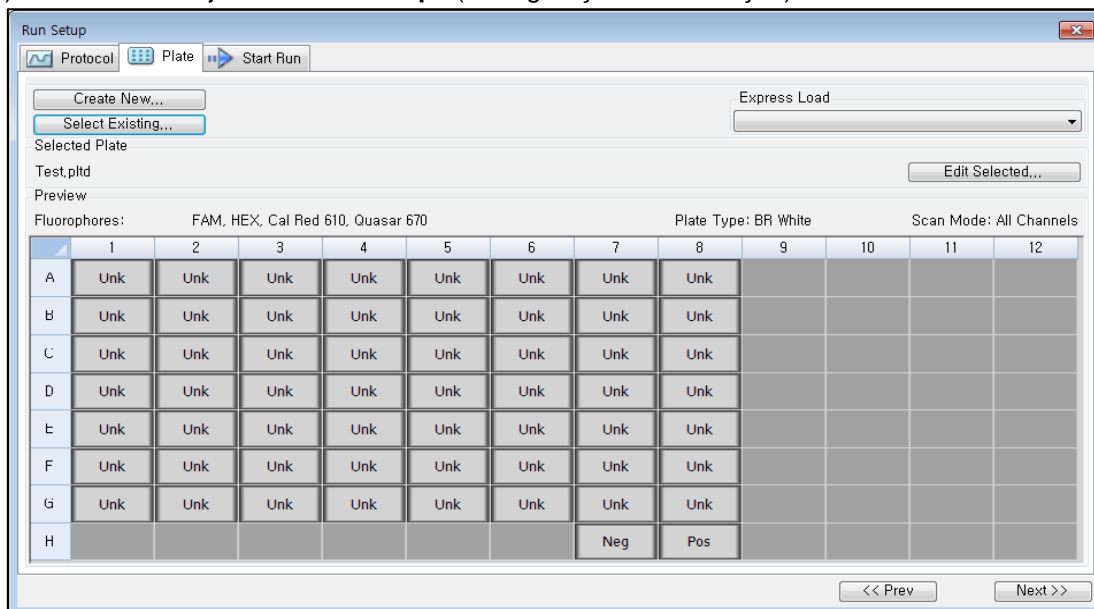 Run Setup
Protocol Plate Start Run
Create New...
Express Load
Select Existing...
Selected Plate
Test.pltd Edit Selected...
Preview
Fluorophores: FAM, HEX, Cal Red 610, Quasar 670 Plate Type: BR White Scan Mode: All Channels
1 2 3 4 5 6 7 8 9 10 11 12
A Unk Unk Unk Unk Unk Unk Unk Unk
B Unk Unk Unk Unk Unk Unk Unk Unk
C Unk Unk Unk Unk Unk Unk Unk Unk
D Unk Unk Unk Unk Unk Unk Unk Unk
E Unk Unk Unk Unk Unk Unk Unk Unk
F Unk Unk Unk Unk Unk Unk Unk Unk
G Unk Unk Unk Unk Unk Unk Unk Unk
H Neg Pos
<< Prev Next >>